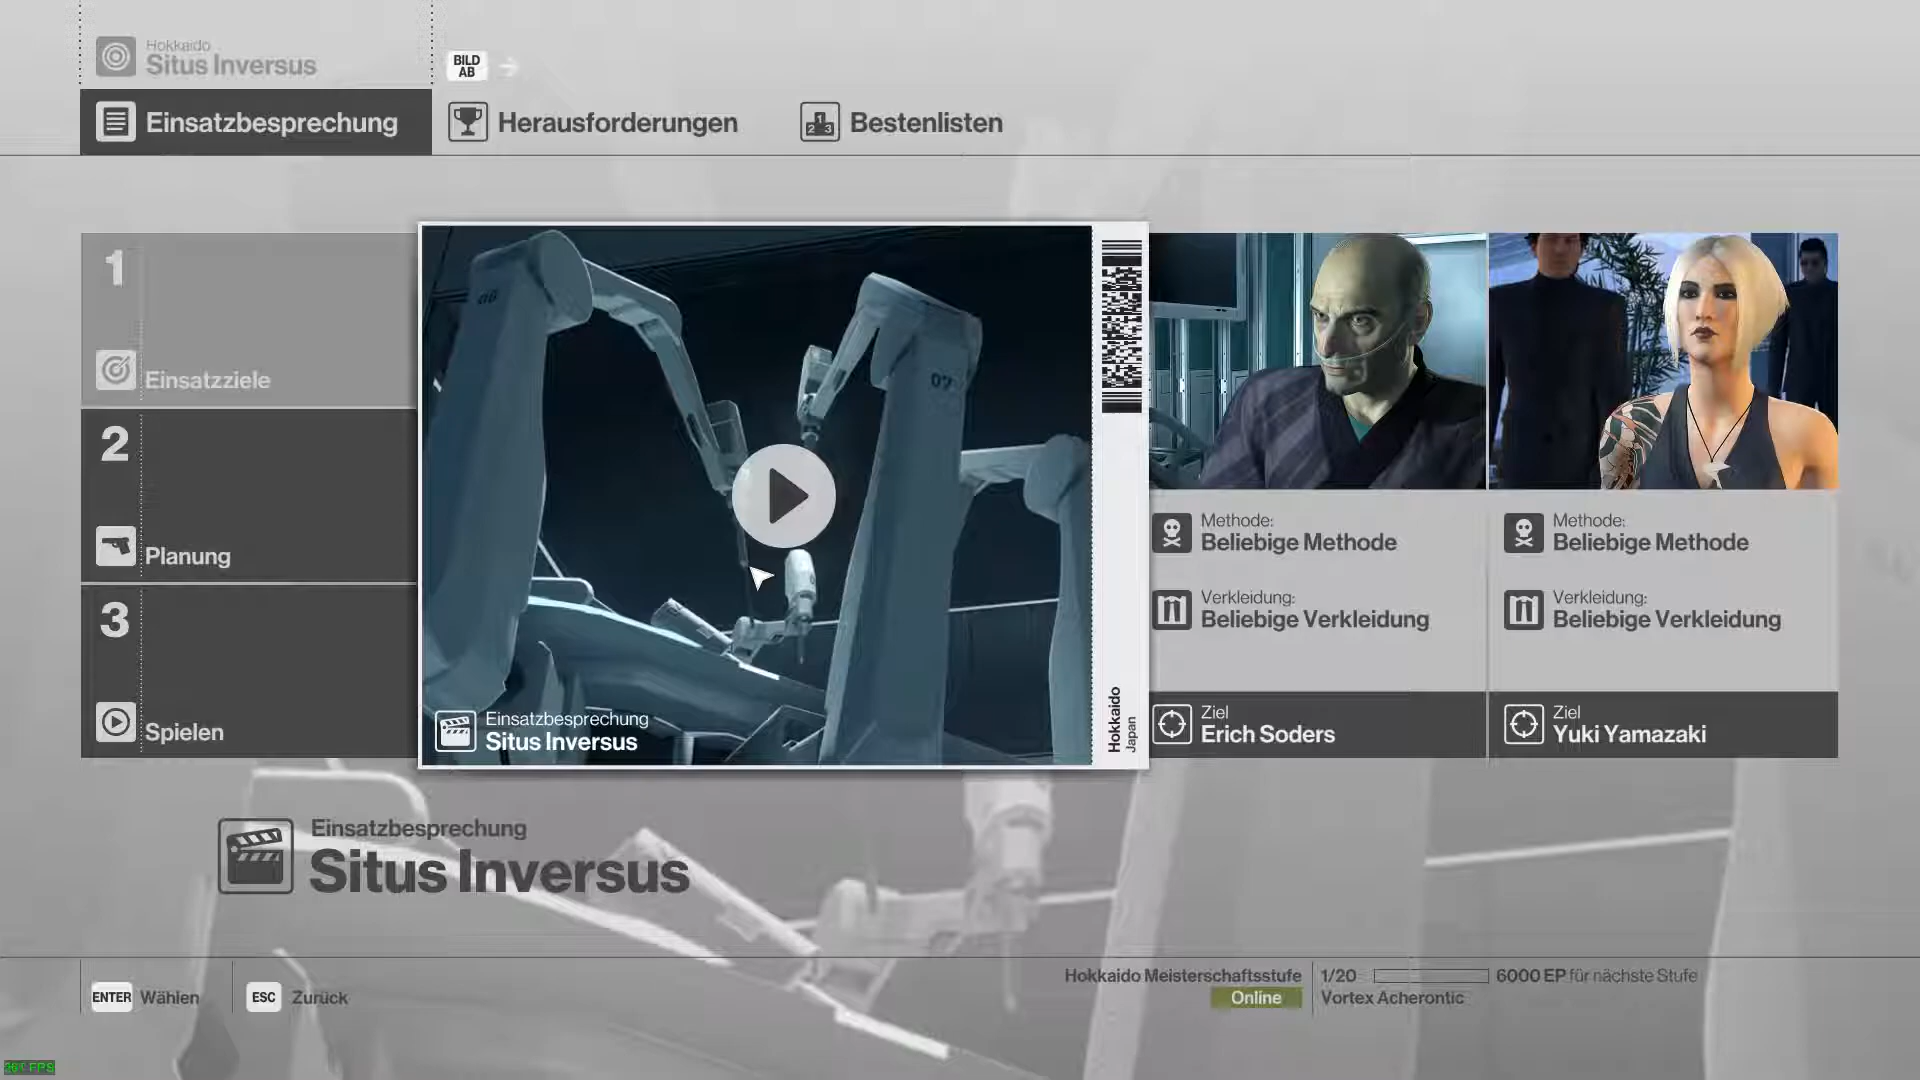 Hokkaido
Situs Inversus
BILD
AB
Einsatzbesprechung
Herausforderungen
Bestenlisten
1
Einsatzziele
2
Planung
3
Spielen
07
Einsatzbesprechung
Situs Inversus
Hokkaido
Japan
Methode:
Beliebige Methode
Verkleidung:
Beliebige Verkleidung
Ziel
Erich Soders
Methode:
Beliebige Methode
Verkleidung:
Beliebige Verkleidung
Ziel
Yuki Yamazaki
Einsatzbesprechung
Situs Inversus
ENTER Wählen
ESC Zurück
Hokkaido Meisterschaftsstufe
Online
1/20
6000 EP für nächste Stufe
Vortex Acherontic
FPS